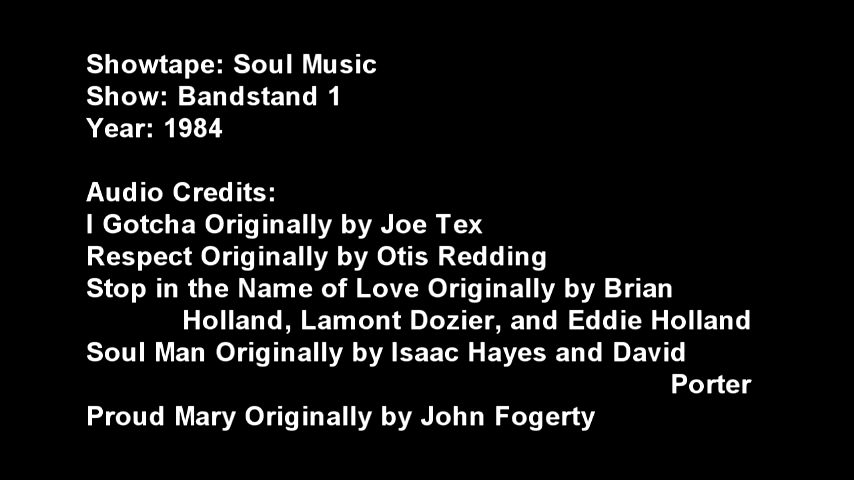 Showtape: Soul Music
Show: Bandstand 1
Year: 1984
Audio Credits:
I Gotcha Originally by Joe Tex
Respect Originally by Otis Redding
Stop in the Name of Love Originally by Brian
Holland, Lamont Dozier, and Eddie Holland
Soul Man Originally by Isaac Hayes and David
Porter
Proud Mary Originally by John Fogerty